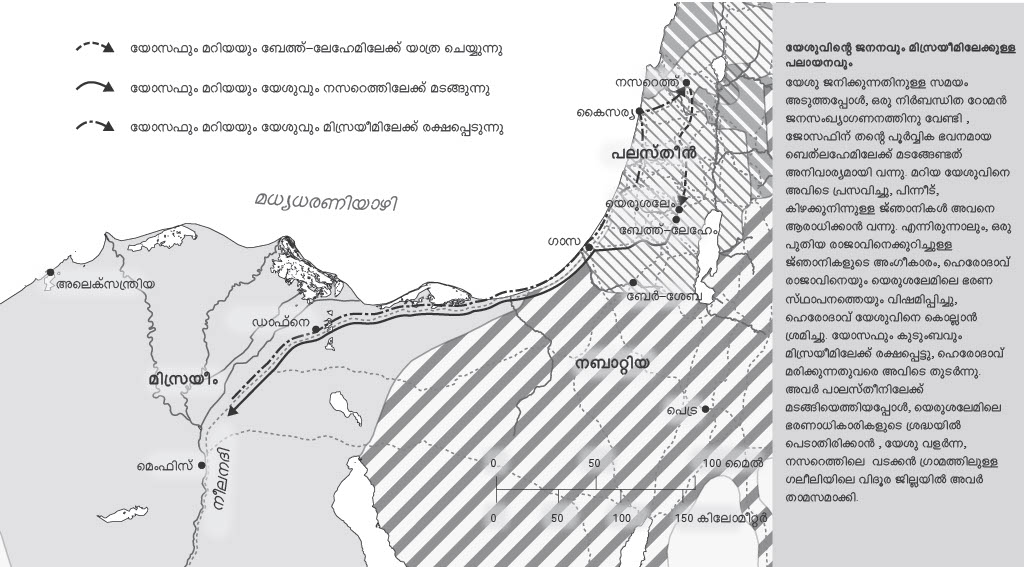 യോസഫും മറിയയും ബേത്ത്-ലേഹേമിലേക്ക് യാത്ര ചെയ്യുന്നു
യോസഫും മറിയയും യേശുവും നസറെത്തിലേക്ക് മടങ്ങുന്നു
യോസഫും മറിയയും യേശുവും മിസ്രയീമിലേക്ക് രക്ഷപ്പെടുന്നു
നസറെത്ത്
കൈസര്യ
പലസ്തീൻ
മധ്യധരണിയാഴി
യെരുശലേം
ബേത്ത്-ലേഹേം
ഗാസ
അലെക്സന്ത്രിയ
ബേർ-ശേബ
ഡാഫ്നെ
നബാറ്റിയ
മിസ്രയീം
പെട്ര
മെംഫിസ്
നീലനദി
0 50 100 മൈൽ
0 50 100 150 കിലോമീറ്റർ
യേശുവിന്റെ ജനനവും മിസ്രയീമിലേക്കുള്ള
പലായനവും
യേശു ജനിക്കുന്നതിനുള്ള സമയം
അടുത്തപ്പോൾ, ഒരു നിർബന്ധിത റോമൻ
ജനസംഖ്യാഗണനത്തിനു വേണ്ടി ,
ജോസഫിന് തന്റെ പൂർവ്വിക ഭവനമായ
ബെത്‌ലഹേമിലേക്ക് മടങ്ങേണ്ടത്
അനിവാര്യമായി വന്നു. മറിയ യേശുവിനെ
അവിടെ പ്രസവിച്ചു, പിന്നീട്,
കിഴക്കുനിന്നുള്ള ജ്ഞാനികൾ അവനെ
ആരാധിക്കാൻ വന്നു. എന്നിരുന്നാലും, ഒരു
പുതിയ രാജാവിനെക്കുറിച്ചുള്ള
ജ്ഞാനികളുടെ അംഗീകാരം, ഹെരോദാവ്
രാജാവിനെയും യെരുശലേമിലെ ഭരണ
സ്ഥാപനത്തെയും വിഷമിപ്പിച്ചു,
ഹെരോദാവ് യേശുവിനെ കൊല്ലാൻ
ശ്രമിച്ചു. യോസഫും കുടുംബവും
മിസ്രയീമിലേക്ക് രക്ഷപ്പെട്ടു, ഹെരോദാവ്
മരിക്കുന്നതുവരെ അവിടെ തുടർന്നു.
അവർ പാലസ്തീനിലേക്ക്
മടങ്ങിയെത്തിയപ്പോൾ, യെരുശലേമിലെ
ഭരണാധികാരികളുടെ ശ്രദ്ധയിൽ
പെടാതിരിക്കാൻ , യേശു വളർന്ന,
നസറെത്തിലെ വടക്കൻ ഗ്രാമത്തിലുള്ള
ഗലീലിയിലെ വിദൂര ജില്ലയിൽ അവർ
താമസമാക്കി.